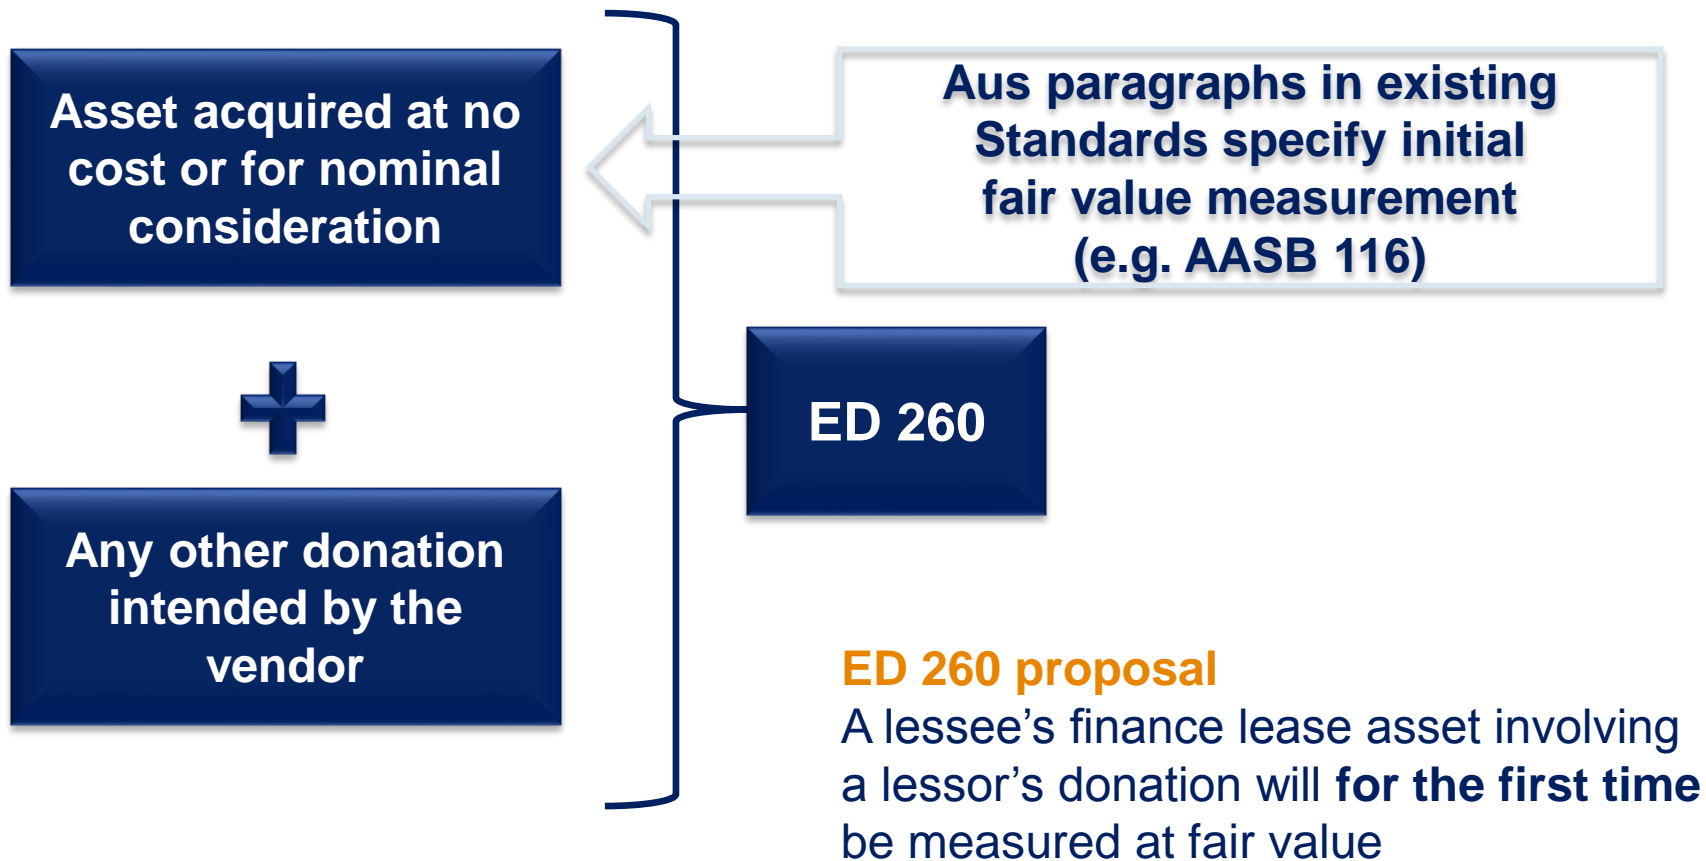 Asset acquired at no
cost or for nominal
consideration
Aus paragraphs in existing
Standards specify initial
fair value measurement
(e.g. AASB 116)
ED 260
Any other donation
intended by the
vendor
ED 260 proposal
A lessee’s finance lease asset involving
a lessor’s donation will for the first time
be measured at fair value